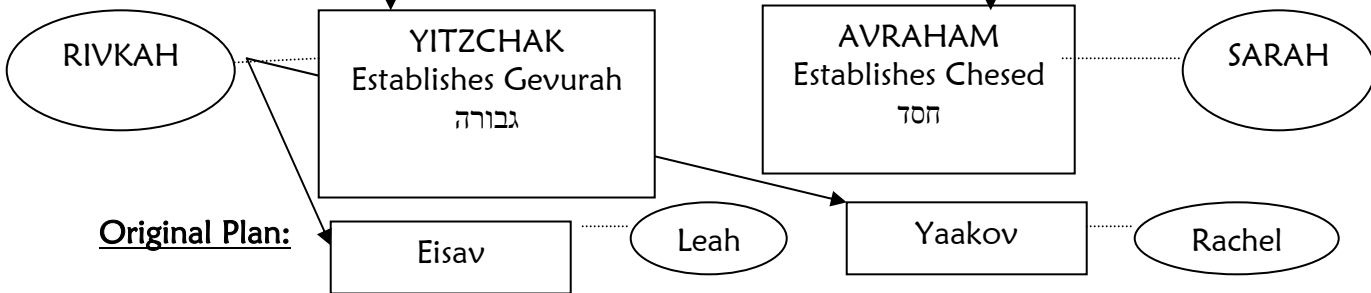 RIVKAH
YITZCHAK
Establishes Gevurah
גבורה
AVRAHAM
Establishes Chesed
חסד
SARAH
Original Plan:
Eisav
Leah
Yaakov
Rachel